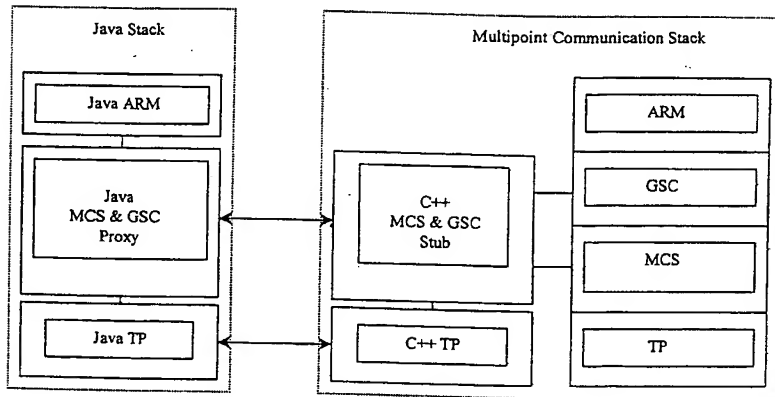 Java Stack
Java ARM
Java
MCS & GSC
Proxy
Java TP
Multipoint Communication Stack
C++
MCS & GSC
Stub
C++ TP
ARM
GSC
MCS
TP